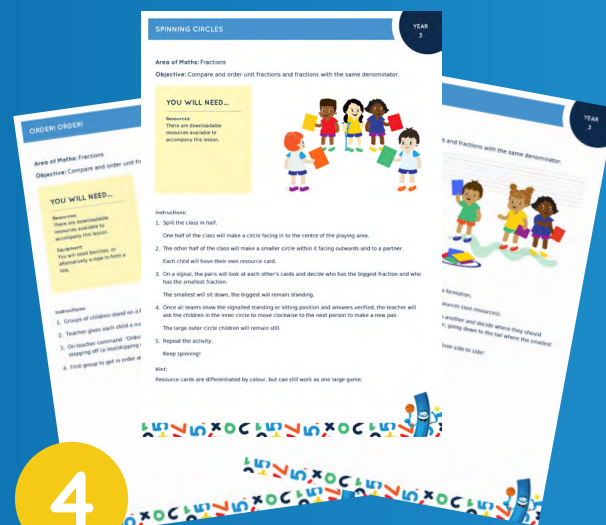 SPINNING CIRCLES
YEAR
3
Area of Maths: Fractions
Objective: Compare and order unit fractions and fractions with the same denominator.
YOU WILL NEED...
Resources:
There are downloadable
resources available to
accompany this lesson.
Instructions:
1. Split the class in half.
One half of the class will make a circle facing in to the centre of the playing area.
2. The other half of the class will make a smaller circle within it facing outwards and to a partner.
Each child will have their own resource card.
3. On a signal, the pairs will look at each other's cards and decide who has the biggest fraction and who
has the smallest fraction.
The smallest will sit down, the biggest will remain standing.
4. Once all teams show the signalled standing or sitting position and answers verified, the teacher will
ask the children in the inner circle to move clockwise to the next person to make a new pair.
The large outer circle children will remain still.
5. Repeat the activity.
Keep spinning!
Hint:
Resource cards are differentiated by colour, but can still work as one large game.
ORDER! ORDER!
Area of Maths: Fractions
Objective: Compare and order unit
YOU WILL NEED...
Resources:
There are downloadable
resources available to
accompany this lesson.
Equipment:
You will need benches, or
alternatively a rope to form a
line.
Instructions:
1. Groups of children stand on a
2. Teacher gives each child a
3. On teacher command 'Order
stepping off (a line/skipping
4. First group to get in order
YEAR
3
and fractions with the same denominator.
formation.
resources).
another and decide where they should
going down to the tail where the smallest
from side to side!
4